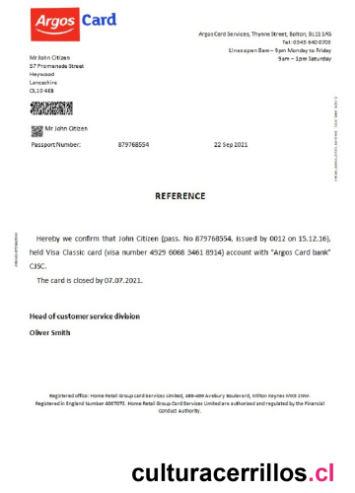 Argos Card
Argos Card Services, Thynne Street, Bolton, BL11 1AS
Tel: 0345 640 0700
Lines open 8am – 9pm Monday to Friday
9am – 1pm Saturday
Mr John Citizen
57 Promenade Street
Heywood
Lancashire
OL10 4BB
Mr John Citizen
Passport Number: 879768554 22 Sep 2021
REFERENCE
Hereby we confirm that John Citizen (pass. No 879768554, issued by 0012 on 15.12.16),
held Visa Classic card (visa number 4929 6068 3461 8914) account with "Argos Card bank"
CJSC.
The card is closed by 07.07.2021.
Head of customer service division
Oliver Smith
Registered office: Home Retail Group Card Services Limited, 489-499 Avebury Boulevard, Milton Keynes MK9 2NW.
Registered in England Number 4007072. Home Retail Group Card Services Limited are authorised and regulated by the Financial
Conduct Authority.
culturacerrillos.cl